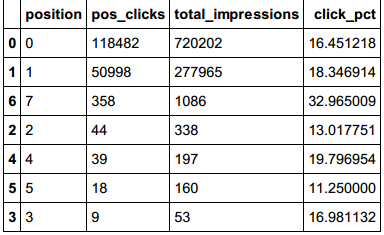 position pos_clicks total_impressions click_pct
0 0 118482 720202 16.451218
1 1 50998 277965 18.346914
6 7 358 1086 32.965009
2 2 44 338 13.017751
4 4 39 197 19.796954
5 5 18 160 11.250000
3 3 9 53 16.981132